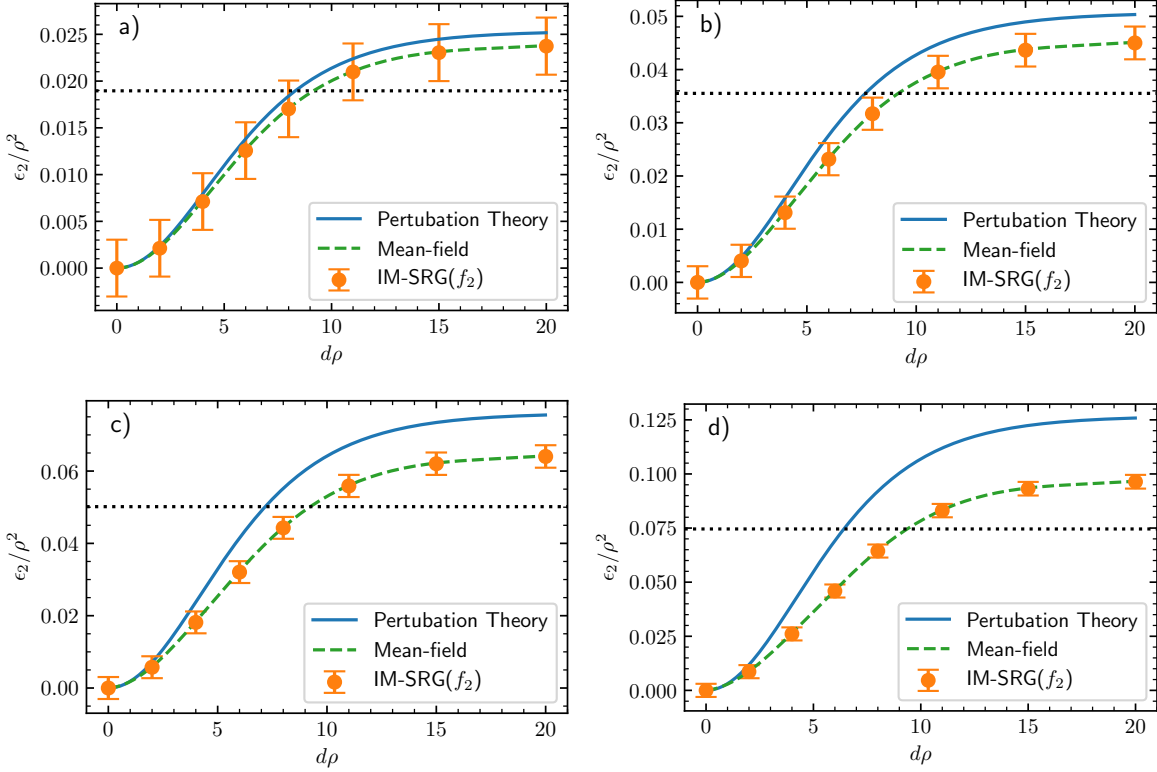 a)
0.025
0.020
0.015
0.010
0.005
0.000
ϵ₂/ρ²
Pertubation Theory
Mean-field
IM-SRG(f₂)
0 5 10 15 20
dρ
b)
0.05
0.04
0.03
0.02
0.01
0.00
ϵ₂/ρ²
Pertubation Theory
Mean-field
IM-SRG(f₂)
0 5 10 15 20
dρ
c)
0.06
0.04
0.02
0.00
ϵ₂/ρ²
Pertubation Theory
Mean-field
IM-SRG(f₂)
0 5 10 15 20
dρ
d)
0.125
0.100
0.075
0.050
0.025
0.000
ϵ₂/ρ²
Pertubation Theory
Mean-field
IM-SRG(f₂)
0 5 10 15 20
dρ